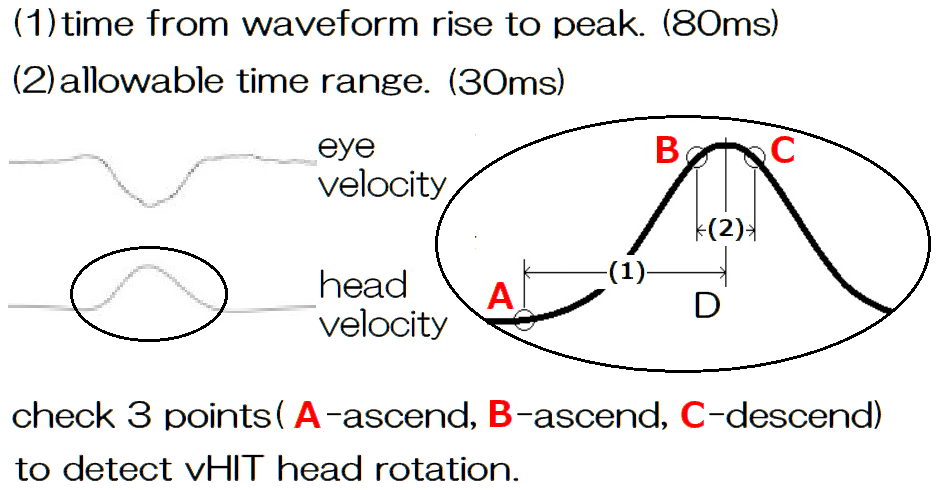 (1)time from waveform rise to peak. (80ms)
(2)allowable time range. (30ms)
eye
velocity
B
C
(2)
(1)
A
D
head
velocity
check 3 points( A-ascend, B-ascend, C-descend)
to detect vHIT head rotation.